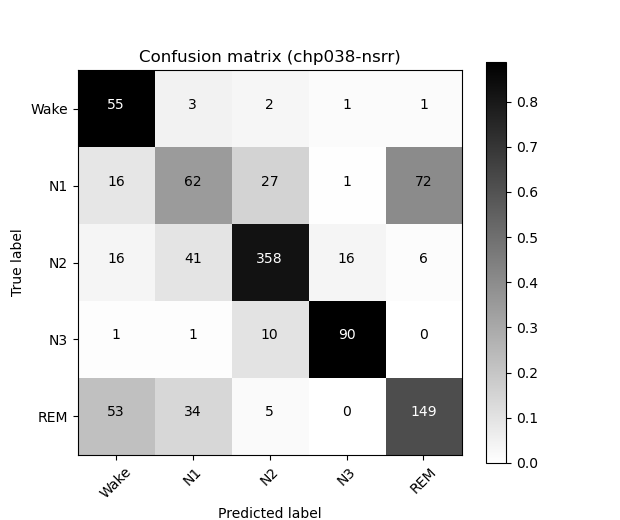 Confusion matrix (chp038-nsrr)
Wake 55 3 2 1 1
N1 16 62 27 1 72
N2 16 41 358 16 6
N3 1 1 10 90 0
REM 53 34 5 0 149
Wake N1 N2 N3 REM
Predicted label
True label
0.8
0.7
0.6
0.5
0.4
0.3
0.2
0.1
0.0